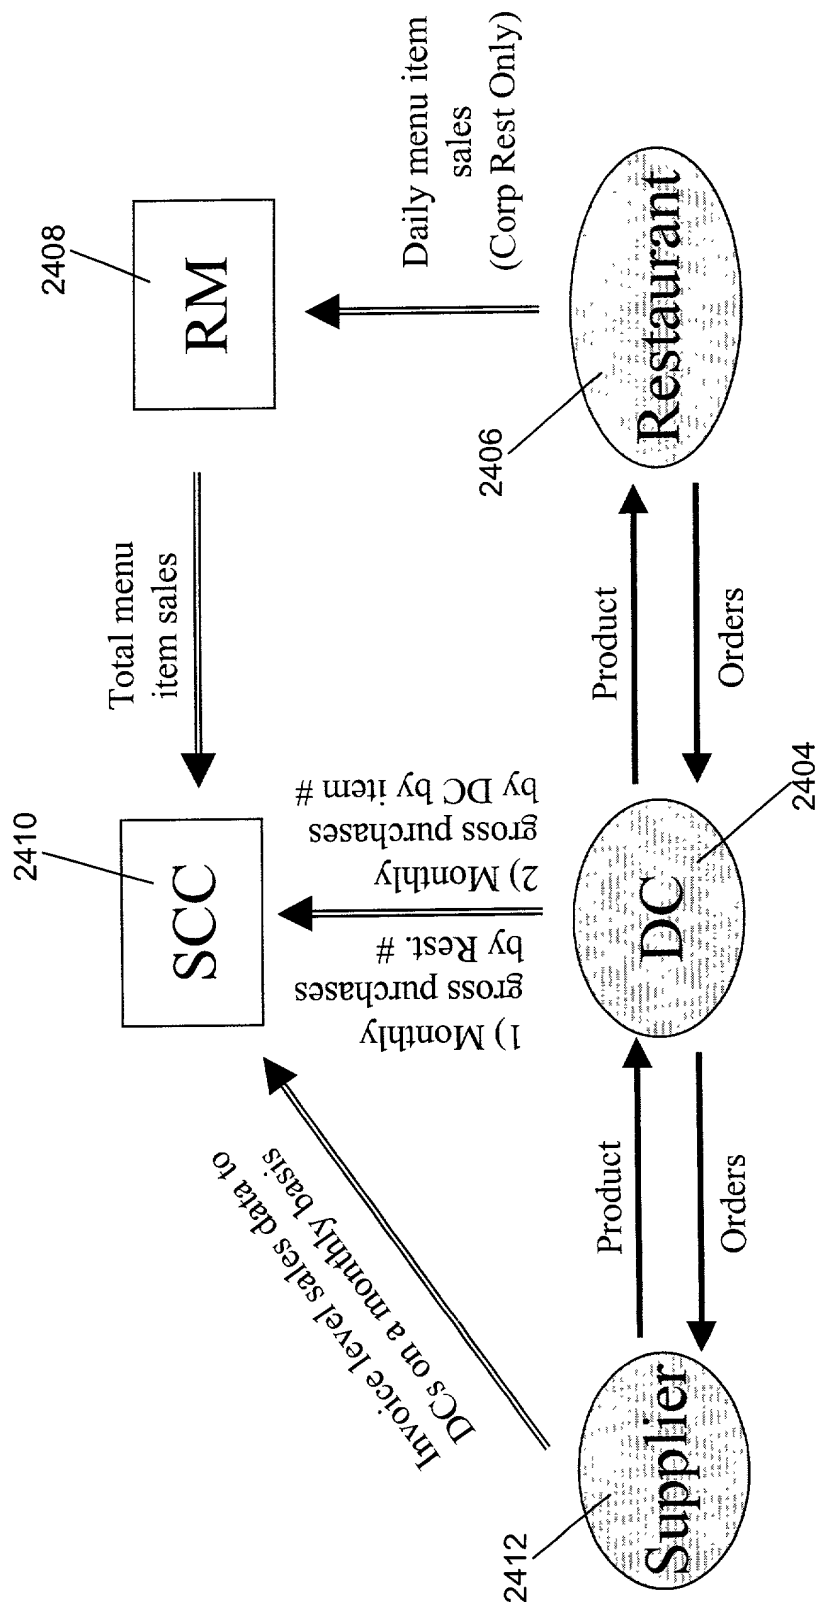 2410
SCC
Total menu
item sales
2408
RM
Invoice level sales data to
DCs on a monthly basis
1) Monthly
gross purchases
by Rest. #
2) Monthly
gross purchases
by DC by item #
Daily menu item
sales
(Corp Rest Only)
2412
Supplier
Product
Orders
DC
2404
Product
Orders
2406
Restaurant